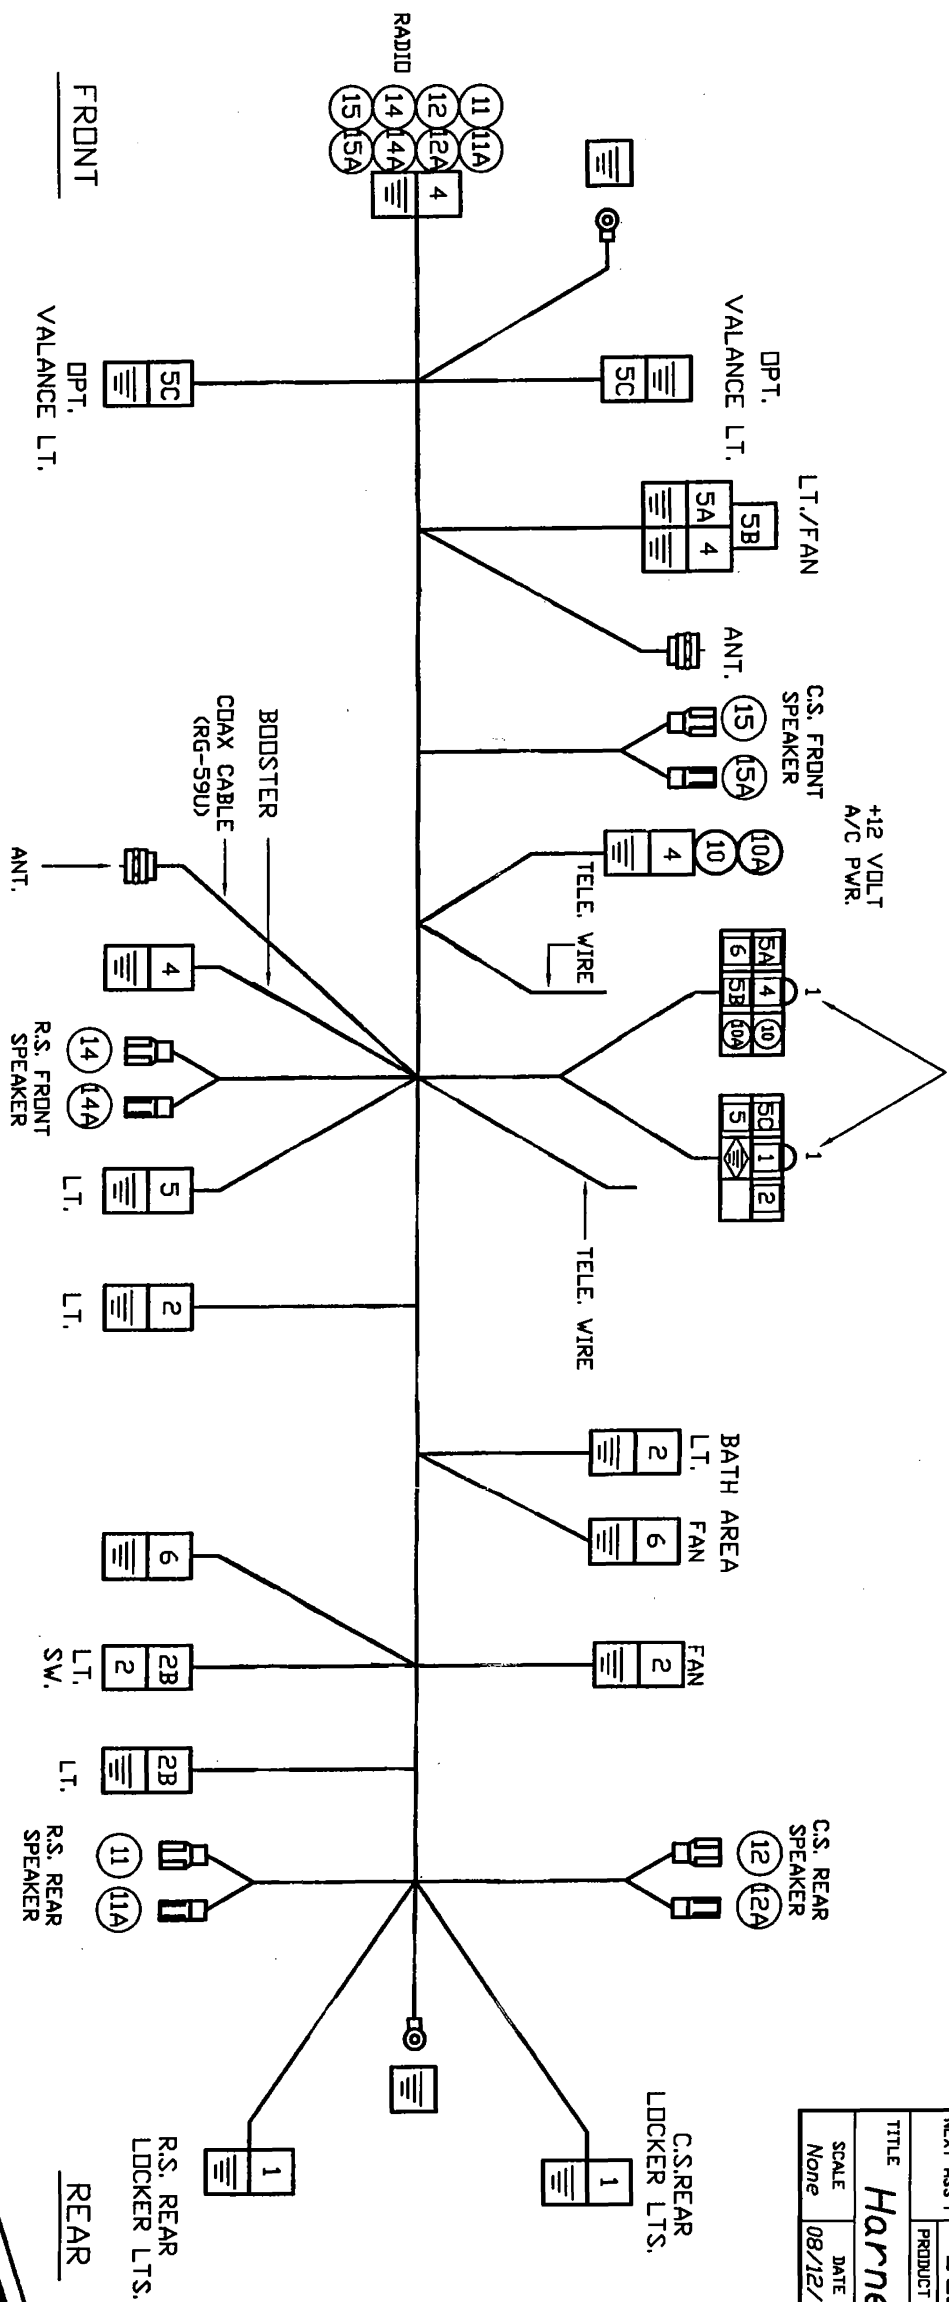 FRONT
RADIO
11 11A
12 12A
14 14A
15 15A
4
OPT.
VALANCE LT.
5C
OPT.
VALANCE LT.
5C
LT./FAN
5B
5A 4
ANT.
C.S. FRONT
SPEAKER
15 15A
+12 VOLT
A/C PWR.
10A
10
4
TELE. WIRE
1
5A 4 10
6 5B 10A
1
5C 1 2
5
TELE. WIRE
BOOSTER
COAX CABLE
(RG-59U)
ANT.
4
14 14A
R.S. FRONT
SPEAKER
5
LT.
2
LT.
BATH AREA
LT. FAN
2 6
6
FAN
2
2B
2
LT.
SW.
2B
LT.
C.S. REAR
SPEAKER
12 12A
11 11A
R.S. REAR
SPEAKER
C.S.REAR
LOCKER LTS.
1
1
R.S. REAR
LOCKER LTS.
REAR
PRODUCT
TITLE
SCALE DATE
None